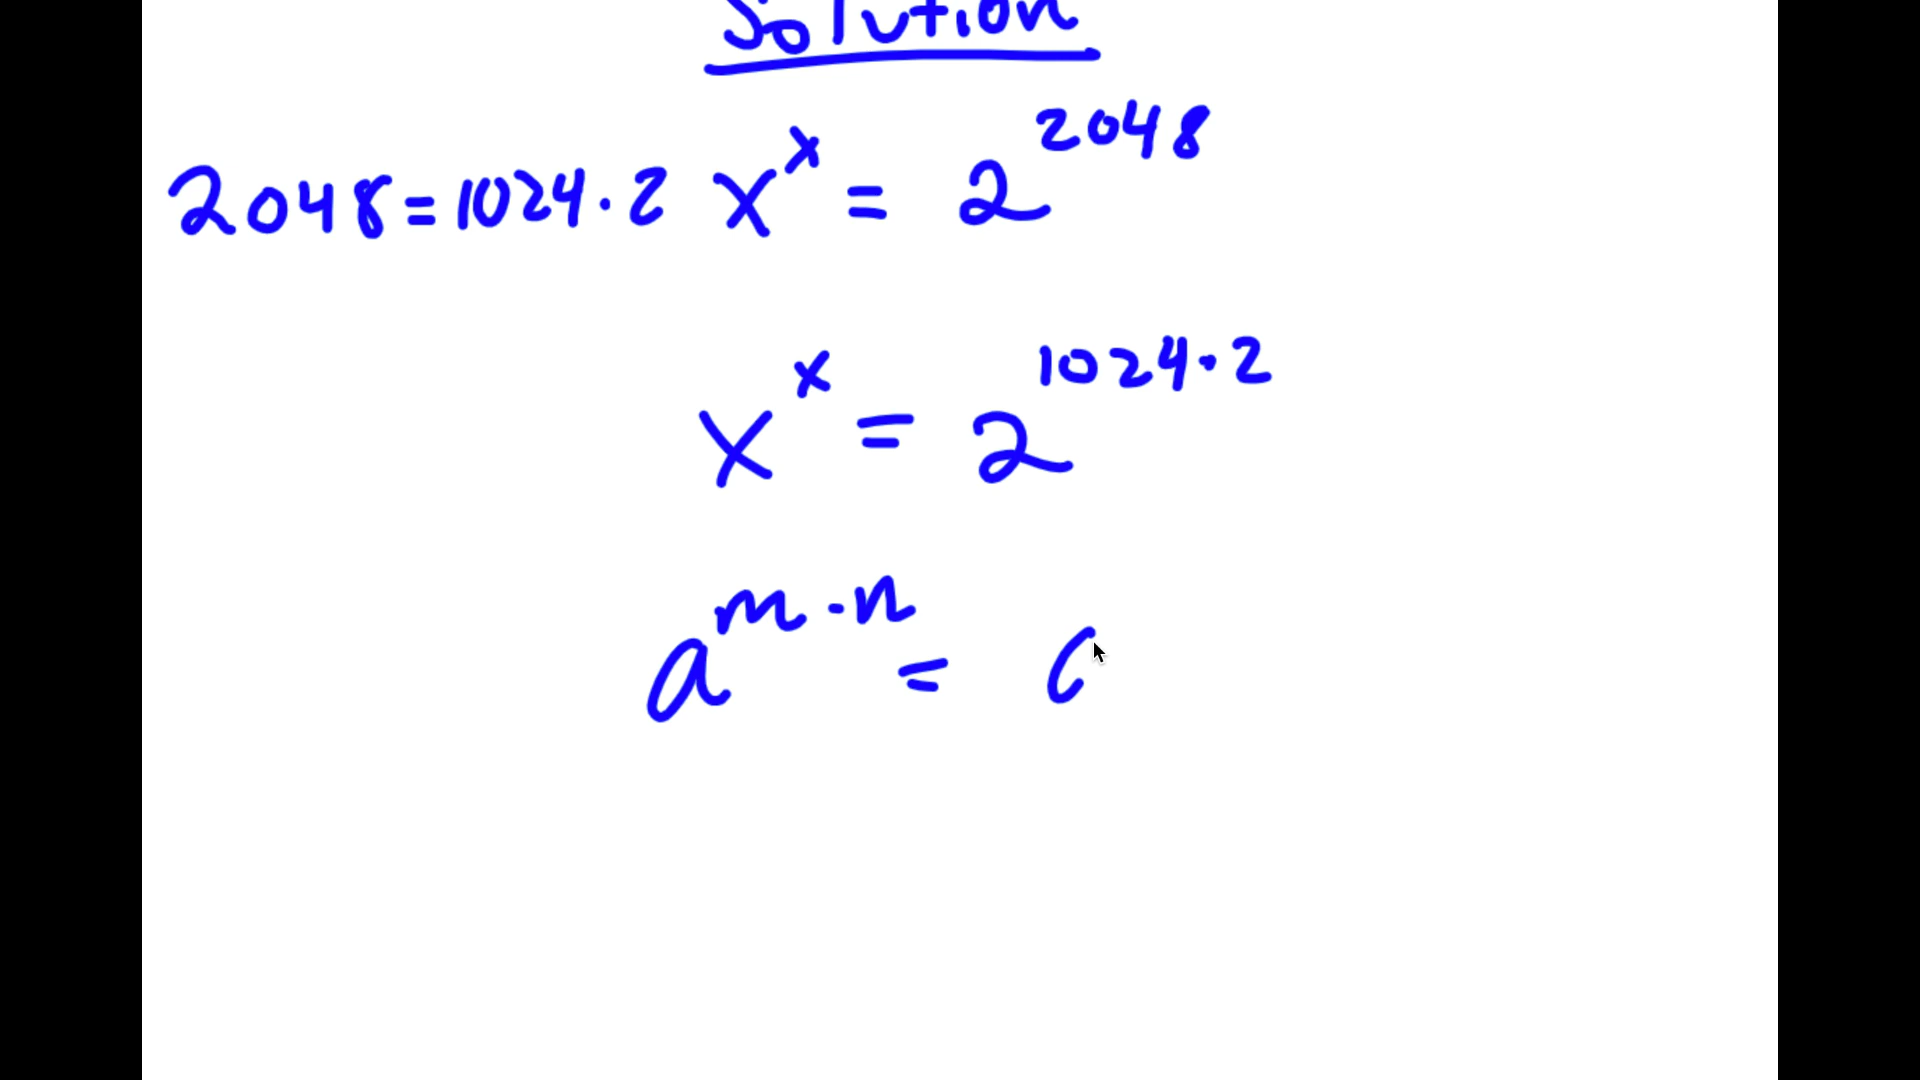 Solution
2048=1024·2 x^x = 2^2048
x^x = 2^1024·2
a^m·n =